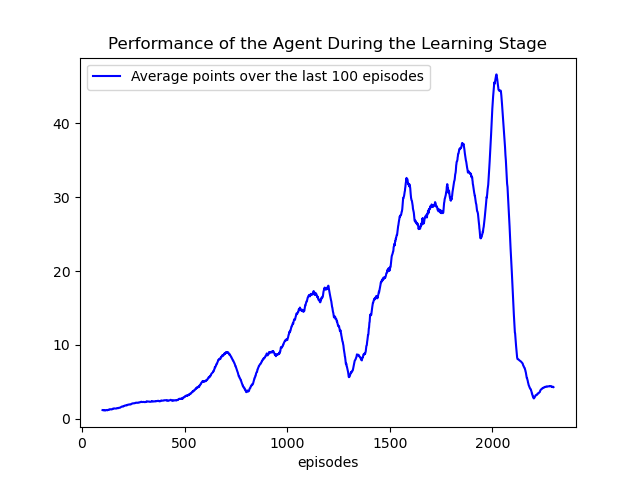 Performance of the Agent During the Learning Stage
Average points over the last 100 episodes
40
30
20
10
0
0 500 1000 1500 2000
episodes